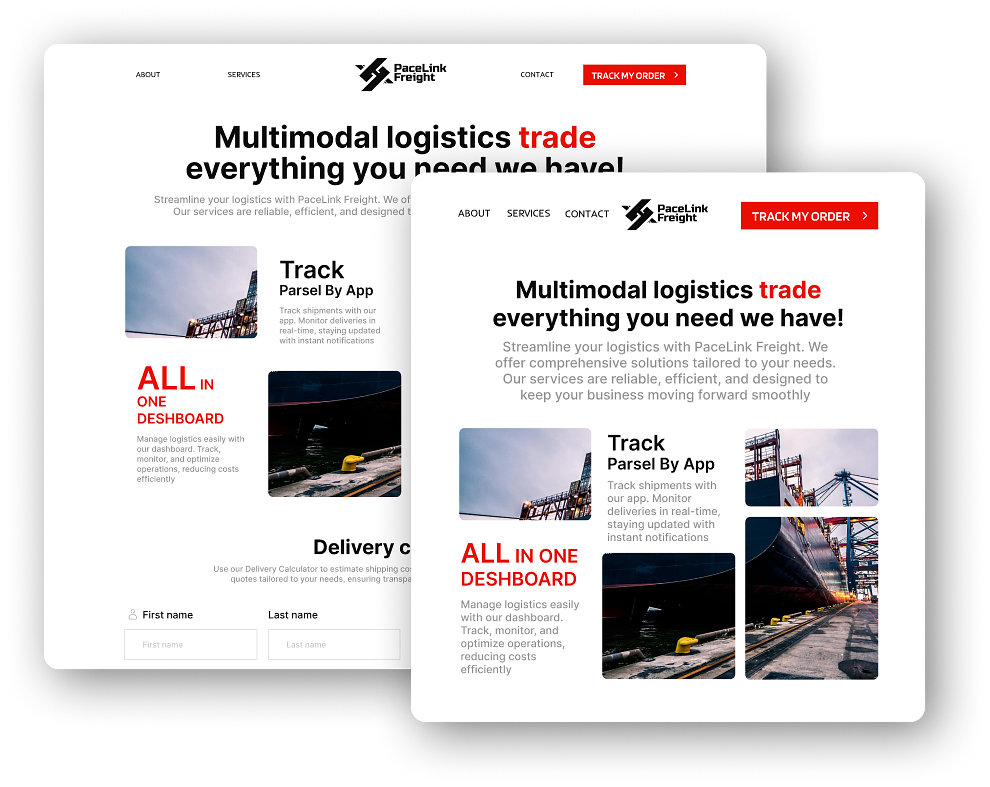 ABOUT
SERVICES
PaceLink
Freight
CONTACT
TRACK MY ORDER
Multimodal logistics trade
everything you need we have!
Streamline your logistics with PaceLink Freight. We of
Our services are reliable, efficient, and designed t
Track
Parsel By App
Track shipments with our
app. Monitor deliveries in
real-time, staying updated
with instant notifications
ALL IN
ONE
DESHBOARD
Manage logistics easily with
our dashboard. Track,
monitor, and optimize
operations, reducing costs
efficiently
Delivery c
Use our Delivery Calculator to estimate shipping cos
quotes tailored to your needs, ensuring transpa
First name
Last name
First name
Last name
ABOUT
SERVICES
CONTACT
PaceLink
Freight
TRACK MY ORDER
Multimodal logistics trade
everything you need we have!
Streamline your logistics with PaceLink Freight. We
offer comprehensive solutions tailored to your needs.
Our services are reliable, efficient, and designed to
keep your business moving forward smoothly
Track
Parsel By App
Track shipments with
our app. Monitor
deliveries in real-time,
staying updated with
instant notifications
ALL IN ONE
DESHBOARD
Manage logistics easily
with our dashboard.
Track, monitor, and
optimize operations,
reducing costs
efficiently